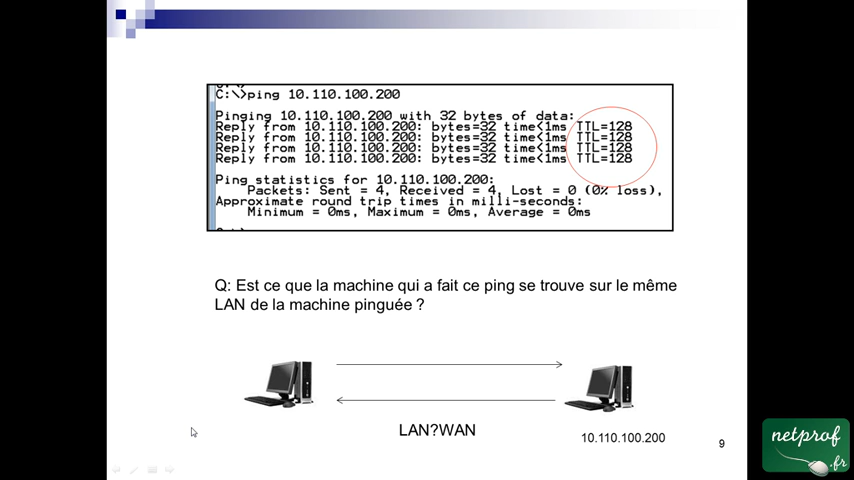 C:\>ping 10.110.100.200
Pinging 10.110.100.200 with 32 bytes of data:
Reply from 10.110.100.200: bytes=32 time<1ms TTL=128
Reply from 10.110.100.200: bytes=32 time<1ms TTL=128
Reply from 10.110.100.200: bytes=32 time<1ms TTL=128
Reply from 10.110.100.200: bytes=32 time<1ms TTL=128
Ping statistics for 10.110.100.200:
Packets: Sent = 4, Received = 4, Lost = 0 (0% loss),
Approximate round trip times in milli-seconds:
Minimum = 0ms, Maximum = 0ms, Average = 0ms
Q: Est ce que la machine qui a fait ce ping se trouve sur le même
LAN de la machine pinguée ?
LAN?WAN
10.110.100.200
9
netprof
.fr